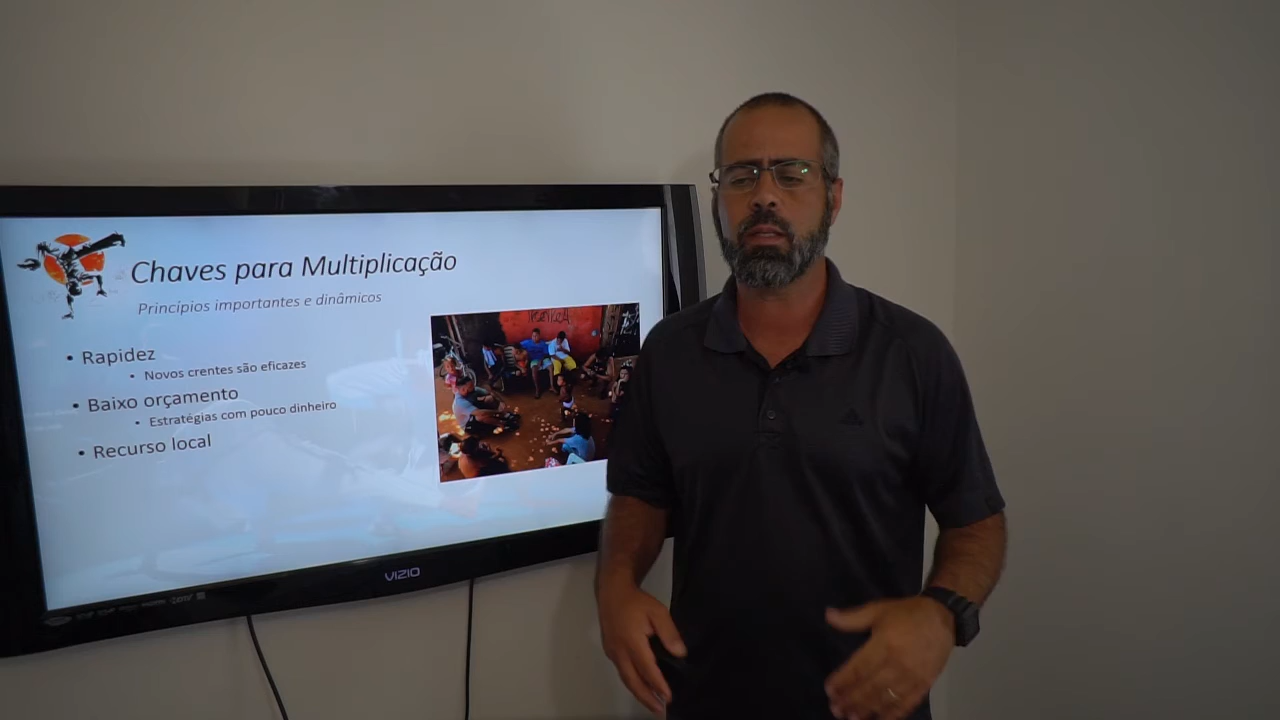 Chaves para Multiplicação
Princípios importantes e dinâmicos
• Rapidez
• Novos crentes são eficazes
• Baixo orçamento
• Estratégias com pouco dinheiro
• Recurso local
VIZIO